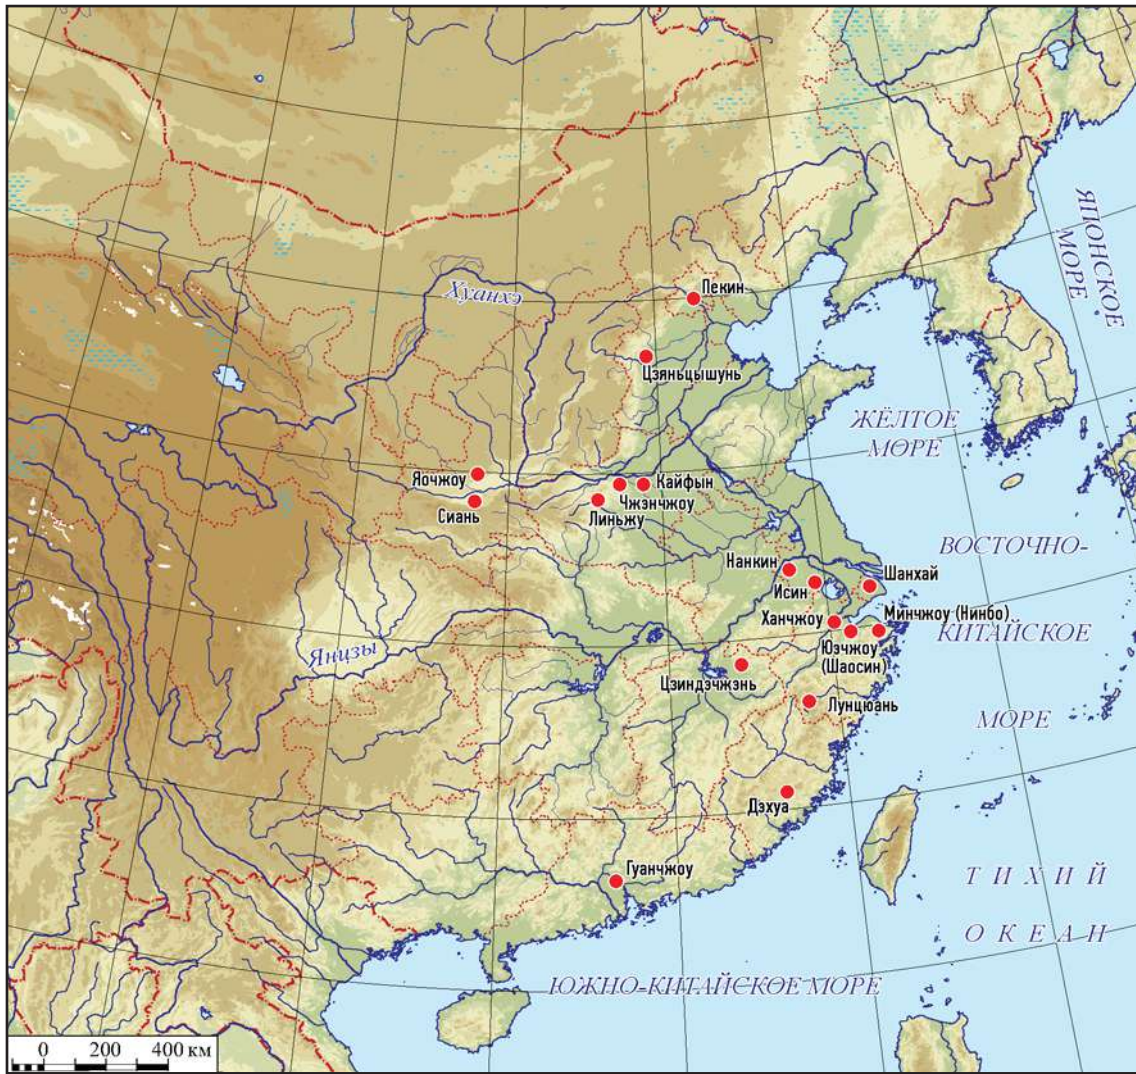 ЯПОНСКОЕ
МОРЕ
Хуанхэ
Пекин
Цзяньцышунь
ЖЁЛТОЕ
МОРЕ
Яочжоу
Сиань
Кайфын
Чжэнчжоу
Линьжу
ВОСТОЧНО-
КИТАЙСКОЕ
МОРЕ
Нанкин
Исин
Шанхай
Ханчжоу
Минчжоу (Нинбо)
Юэчжоу
(Шаосин)
Янцзы
Цзиндэчжэнь
Лунцюань
Дэхуа
Гуанчжоу
ТИХИЙ
ОКЕАН
ЮЖНО-КИТАЙСКОЕ МОРЕ
0 200 400 км